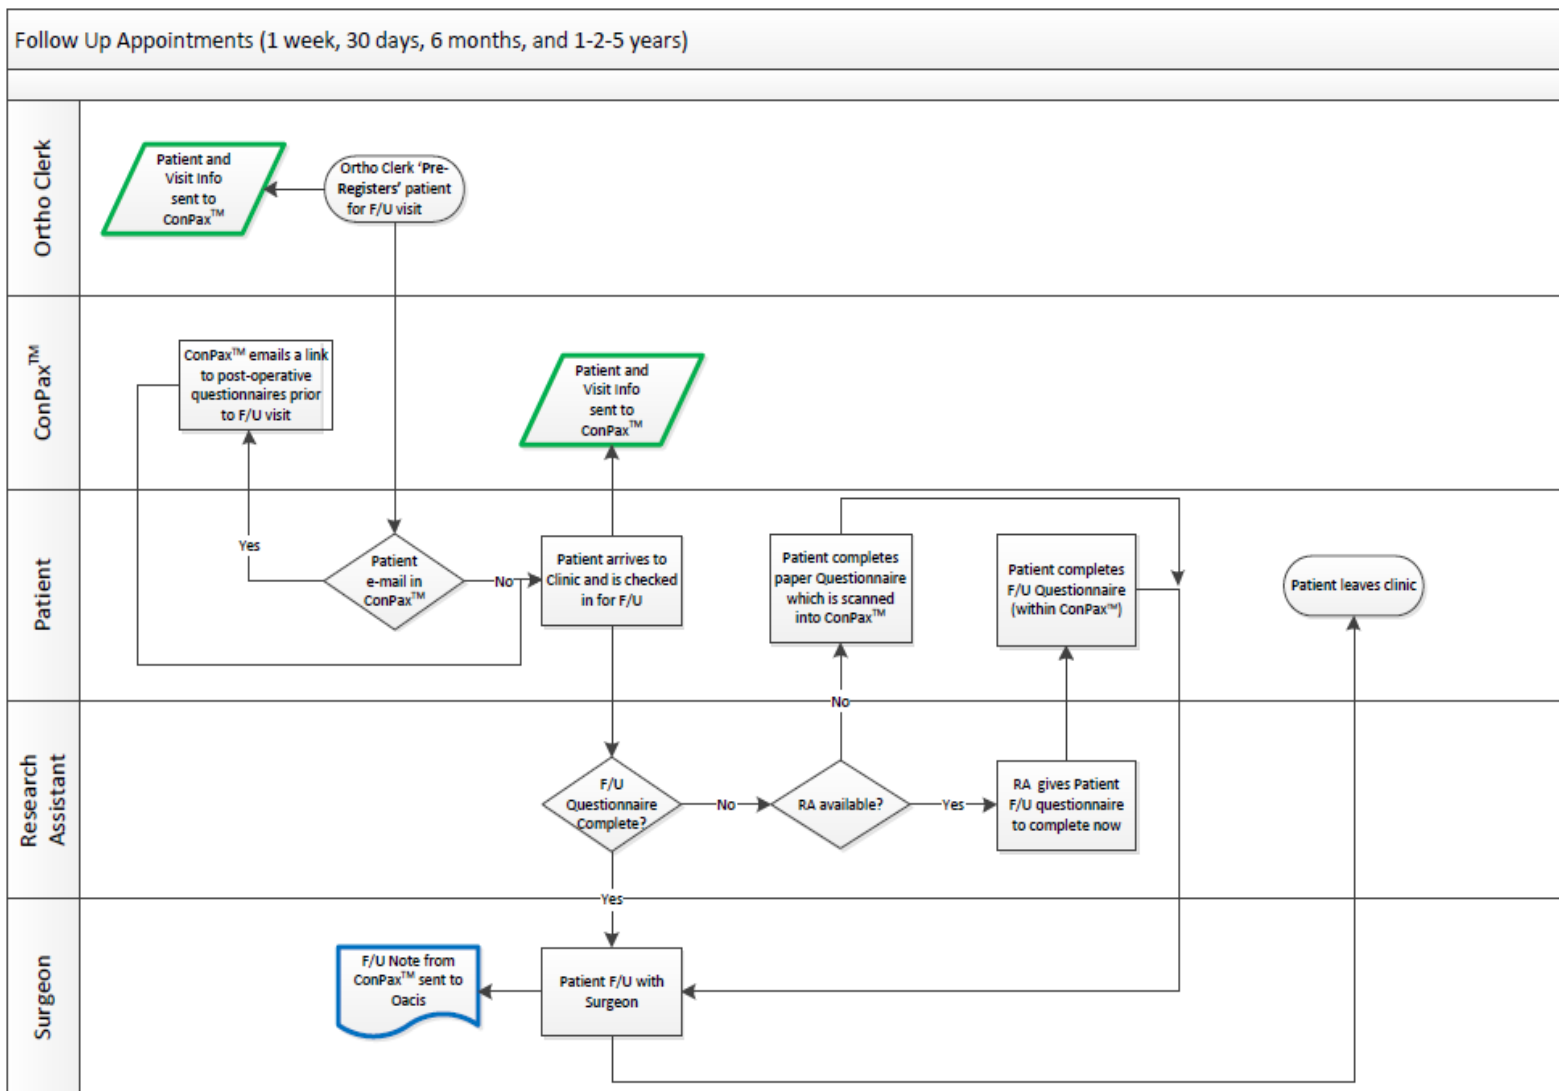 Follow Up Appointments (1 week, 30 days, 6 months, and 1-2-5 years)
Ortho Clerk
Patient and
Visit Info
sent to
ConPax™
Ortho Clerk ‘Pre-
Registers’ patient
for F/U visit
ConPax™
ConPax™ emails a link
to post-operative
questionnaires prior
to F/U visit
Patient and
Visit Info
sent to
ConPax™
Patient
Yes
Patient
e-mail in
ConPax™
No
Patient arrives to
Clinic and is checked
in for F/U
Patient completes
paper Questionnaire
which is scanned
into ConPax™
Patient completes
F/U Questionnaire
(within ConPax™)
Patient leaves clinic
Research
Assistant
F/U
Questionnaire
Complete?
No
RA available?
No
Yes
RA gives Patient
F/U questionnaire
to complete now
Yes
Surgeon
F/U Note from
ConPax™ sent to
Oacis
Patient F/U with
Surgeon